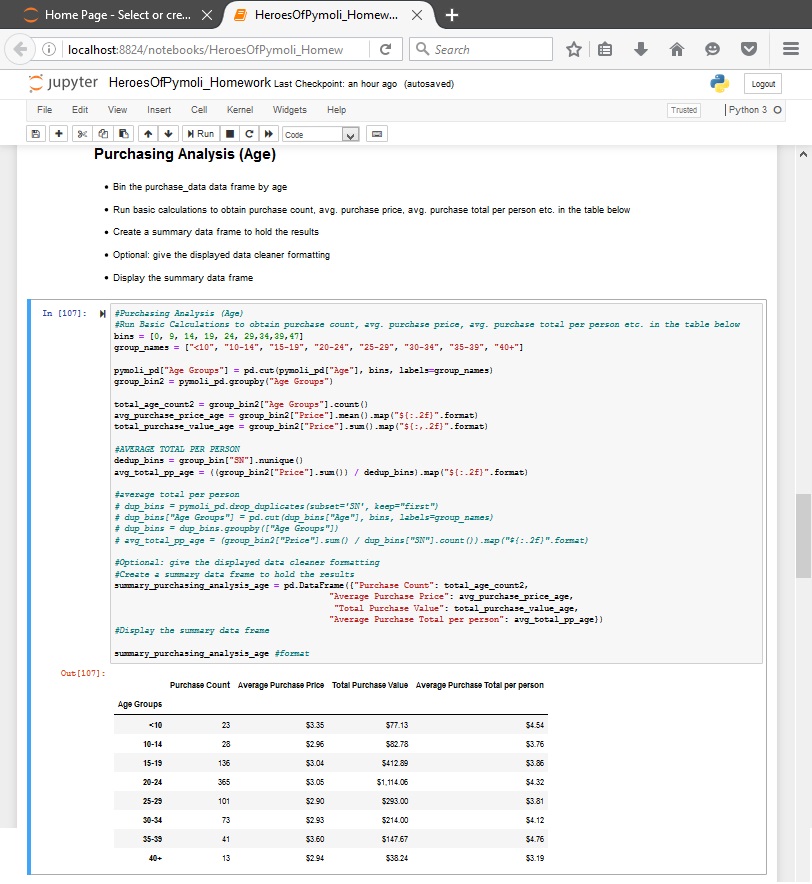 Home Page - Select or cre...
HeroesOfPymoli_Homew...
localhost:8824/notebooks/HeroesOfPymoli_Homew
Search
jupyter HeroesOfPymoli_Homework Last Checkpoint: an hour ago (autosaved)
Logout
File Edit View Insert Cell Kernel Widgets Help
Trusted
Python 3
Run
Code
Purchasing Analysis (Age)
• Bin the purchase_data data frame by age
• Run basic calculations to obtain purchase count, avg. purchase price, avg. purchase total per person etc. in the table below
• Create a summary data frame to hold the results
• Optional: give the displayed data cleaner formatting
• Display the summary data frame
In [107]:
#Purchasing Analysis (Age)
#Run Basic Calculations to obtain purchase count, avg. purchase price, avg. purchase total per person etc. in the table below
bins = [0, 9, 14, 19, 24, 29,34,39,47]
group_names = ["<10", "10-14", "15-19", "20-24", "25-29", "30-34", "35-39", "40+"]
pymoli_pd["Age Groups"] = pd.cut(pymoli_pd["Age"], bins, labels=group_names)
group_bin2 = pymoli_pd.groupby("Age Groups")
total_age_count2 = group_bin2["Age Groups"].count()
avg_purchase_price_age = group_bin2["Price"].mean().map("${:.2f}".format)
total_purchase_value_age = group_bin2["Price"].sum().map("${:,.2f}".format)
#AVERAGE TOTAL PER PERSON
dedup_bins = group_bin["SN"].nunique()
avg_total_pp_age = ((group_bin2["Price"].sum()) / dedup_bins).map("${:.2f}".format)
#average total per person
# dup_bins = pymoli_pd.drop_duplicates(subset='SN', keep="first")
# dup_bins["Age Groups"] = pd.cut(dup_bins["Age"], bins, labels=group_names)
# dup_bins = dup_bins.groupby(["Age Groups"])
# avg_total_pp_age = (group_bin2["Price"].sum() / dup_bins["SN"].count()).map("${:.2f}".format)
#Optional: give the displayed data cleaner formatting
#Create a summary data frame to hold the results
summary_purchasing_analysis_age = pd.DataFrame({"Purchase Count": total_age_count2,
"Average Purchase Price": avg_purchase_price_age,
"Total Purchase Value": total_purchase_value_age,
"Average Purchase Total per person": avg_total_pp_age})
#Display the summary data frame
summary_purchasing_analysis_age #format
Out[107]:
Purchase Count Average Purchase Price Total Purchase Value Average Purchase Total per person
Age Groups
<10 23 $3.35 $77.13 $4.54
10-14 28 $2.96 $82.78 $3.76
15-19 136 $3.04 $412.89 $3.86
20-24 365 $3.05 $1,114.06 $4.32
25-29 101 $2.90 $293.00 $3.81
30-34 73 $2.93 $214.00 $4.12
35-39 41 $3.60 $147.67 $4.76
40+ 13 $2.94 $38.24 $3.19